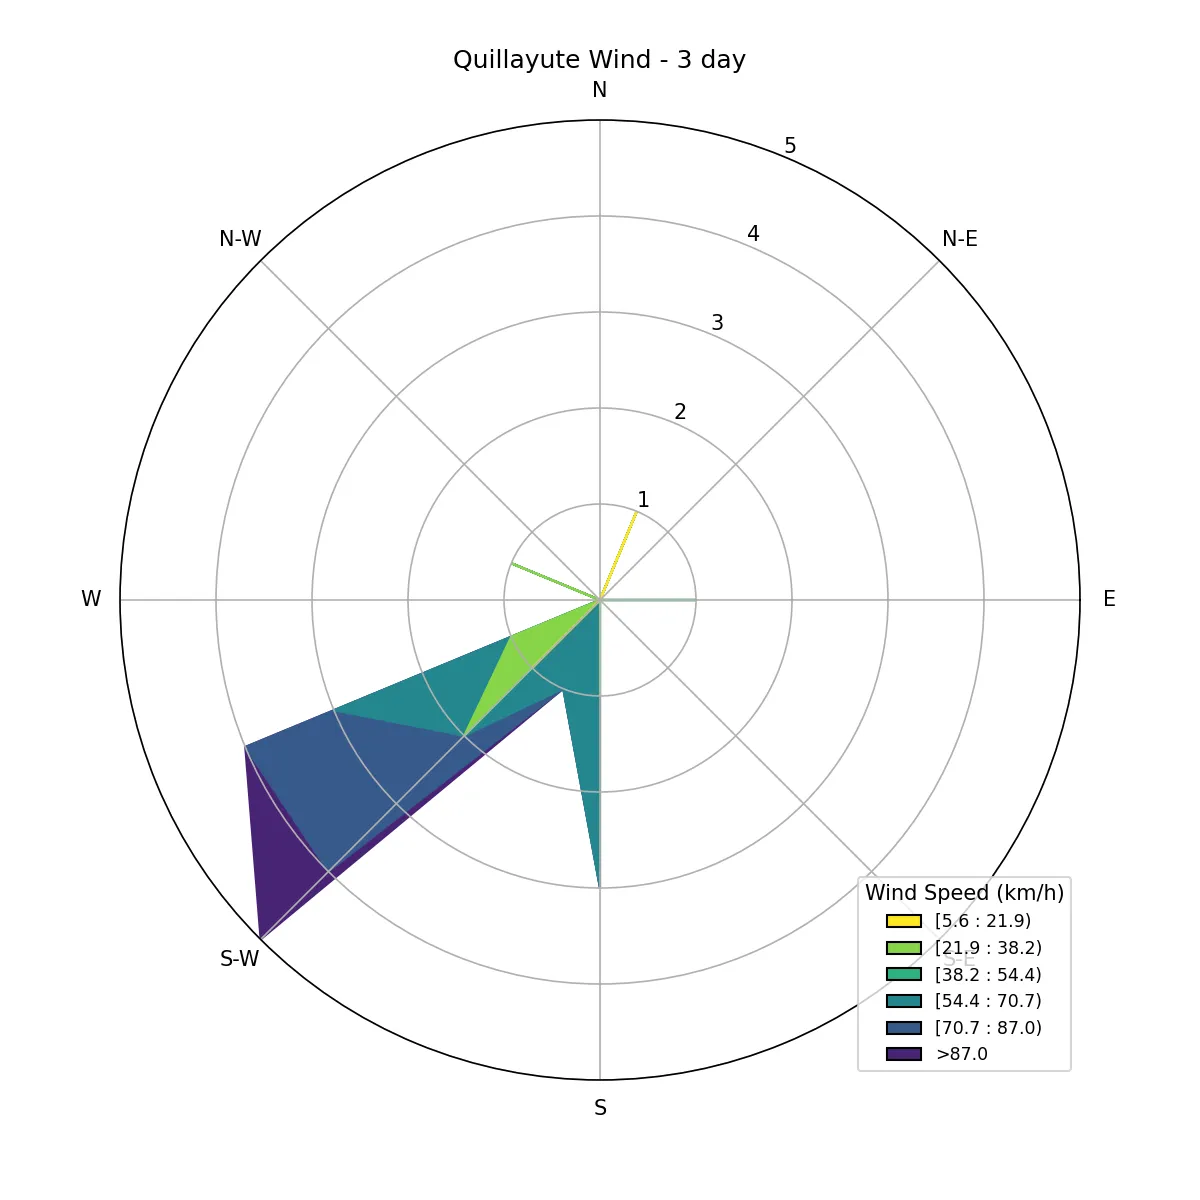 Quillayute Wind - 3 day
N
5
N-W
N-E
4
3
2
1
W
E
Wind Speed (km/h)
[5.6 : 21.9)
[21.9 : 38.2)
S-W
S-E
[38.2 : 54.4)
[54.4 : 70.7)
[70.7 : 87.0)
>87.0
S